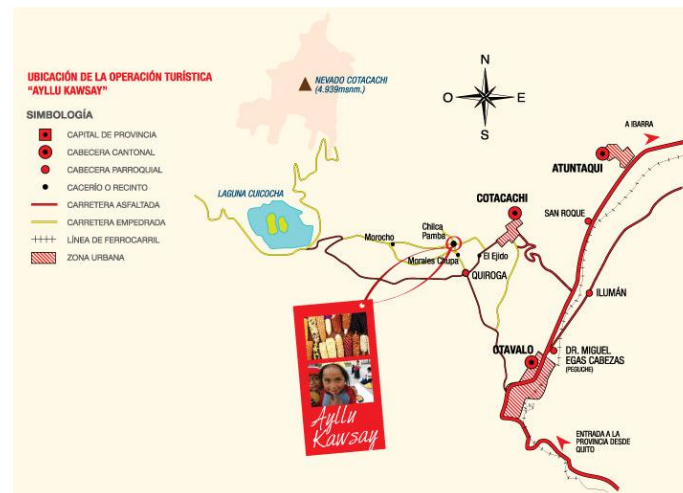 UBICACIÓN DE LA OPERACIÓN TURÍSTICA
“AYLLU KAWSAY”
SIMBOLOGÍA
CAPITAL DE PROVINCIA
CABECERA CANTONAL
CABECERA PARROQUIAL
CACERÍO O RECINTO
CARRETERA ASFALTADA
CARRETERA EMPEDRADA
LÍNEA DE FERROCARRIL
ZONA URBANA
NEVADO COTACACHI
(4.939msnm.)
N
O
E
S
A IBARRA
ATUNTAQUI
LAGUNA CUICOCHA
COTACACHI
SAN ROQUE
Chilca
Pamba
Morocho
Morales Chupa
El Ejido
QUIROGA
ILUMÁN
OTAVALO
DR. MIGUEL
EGAS CABEZAS
(PEGUCHE)
Ayllu
Kawsay
ENTRADA A LA
PROVINCIA DESDE
QUITO